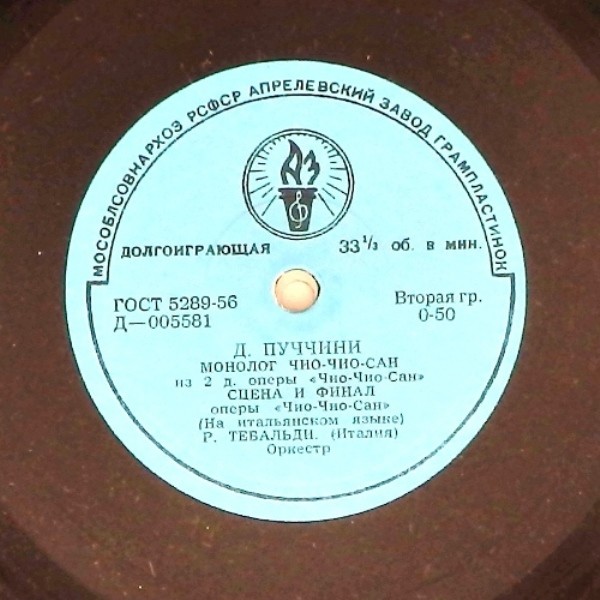 МОСОБЛСОВНАРХОЗ РСФСР АПРЕЛЕВСКИЙ ЗАВОД ГРАМПЛАСТИНОК
АЗ
ДОЛГОИГРАЮЩАЯ 33 1/3 об. в мин.
ГОСТ 5289-56 Вторая гр.
Д—005581 0-50
Д. ПУЧЧИНИ
МОНОЛОГ ЧИО-ЧИО-САН
из 2 д. оперы «Чио-Чио-Сан»
СЦЕНА И ФИНАЛ
оперы «Чио-Чио-Сан»
(На итальянском языке)
Р. ТЕБАЛЬДИ. (Италия)
Оркестр